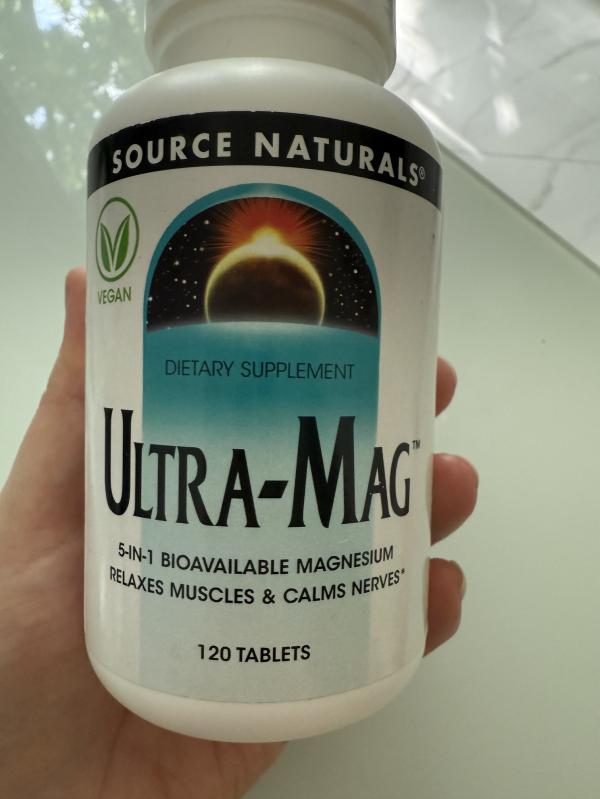 SOURCE NATURALS®
VEGAN
DIETARY SUPPLEMENT
ULTRA-MAG™
5-IN-1 BIOAVAILABLE MAGNESIUM
RELAXES MUSCLES & CALMS NERVES*
120 TABLETS